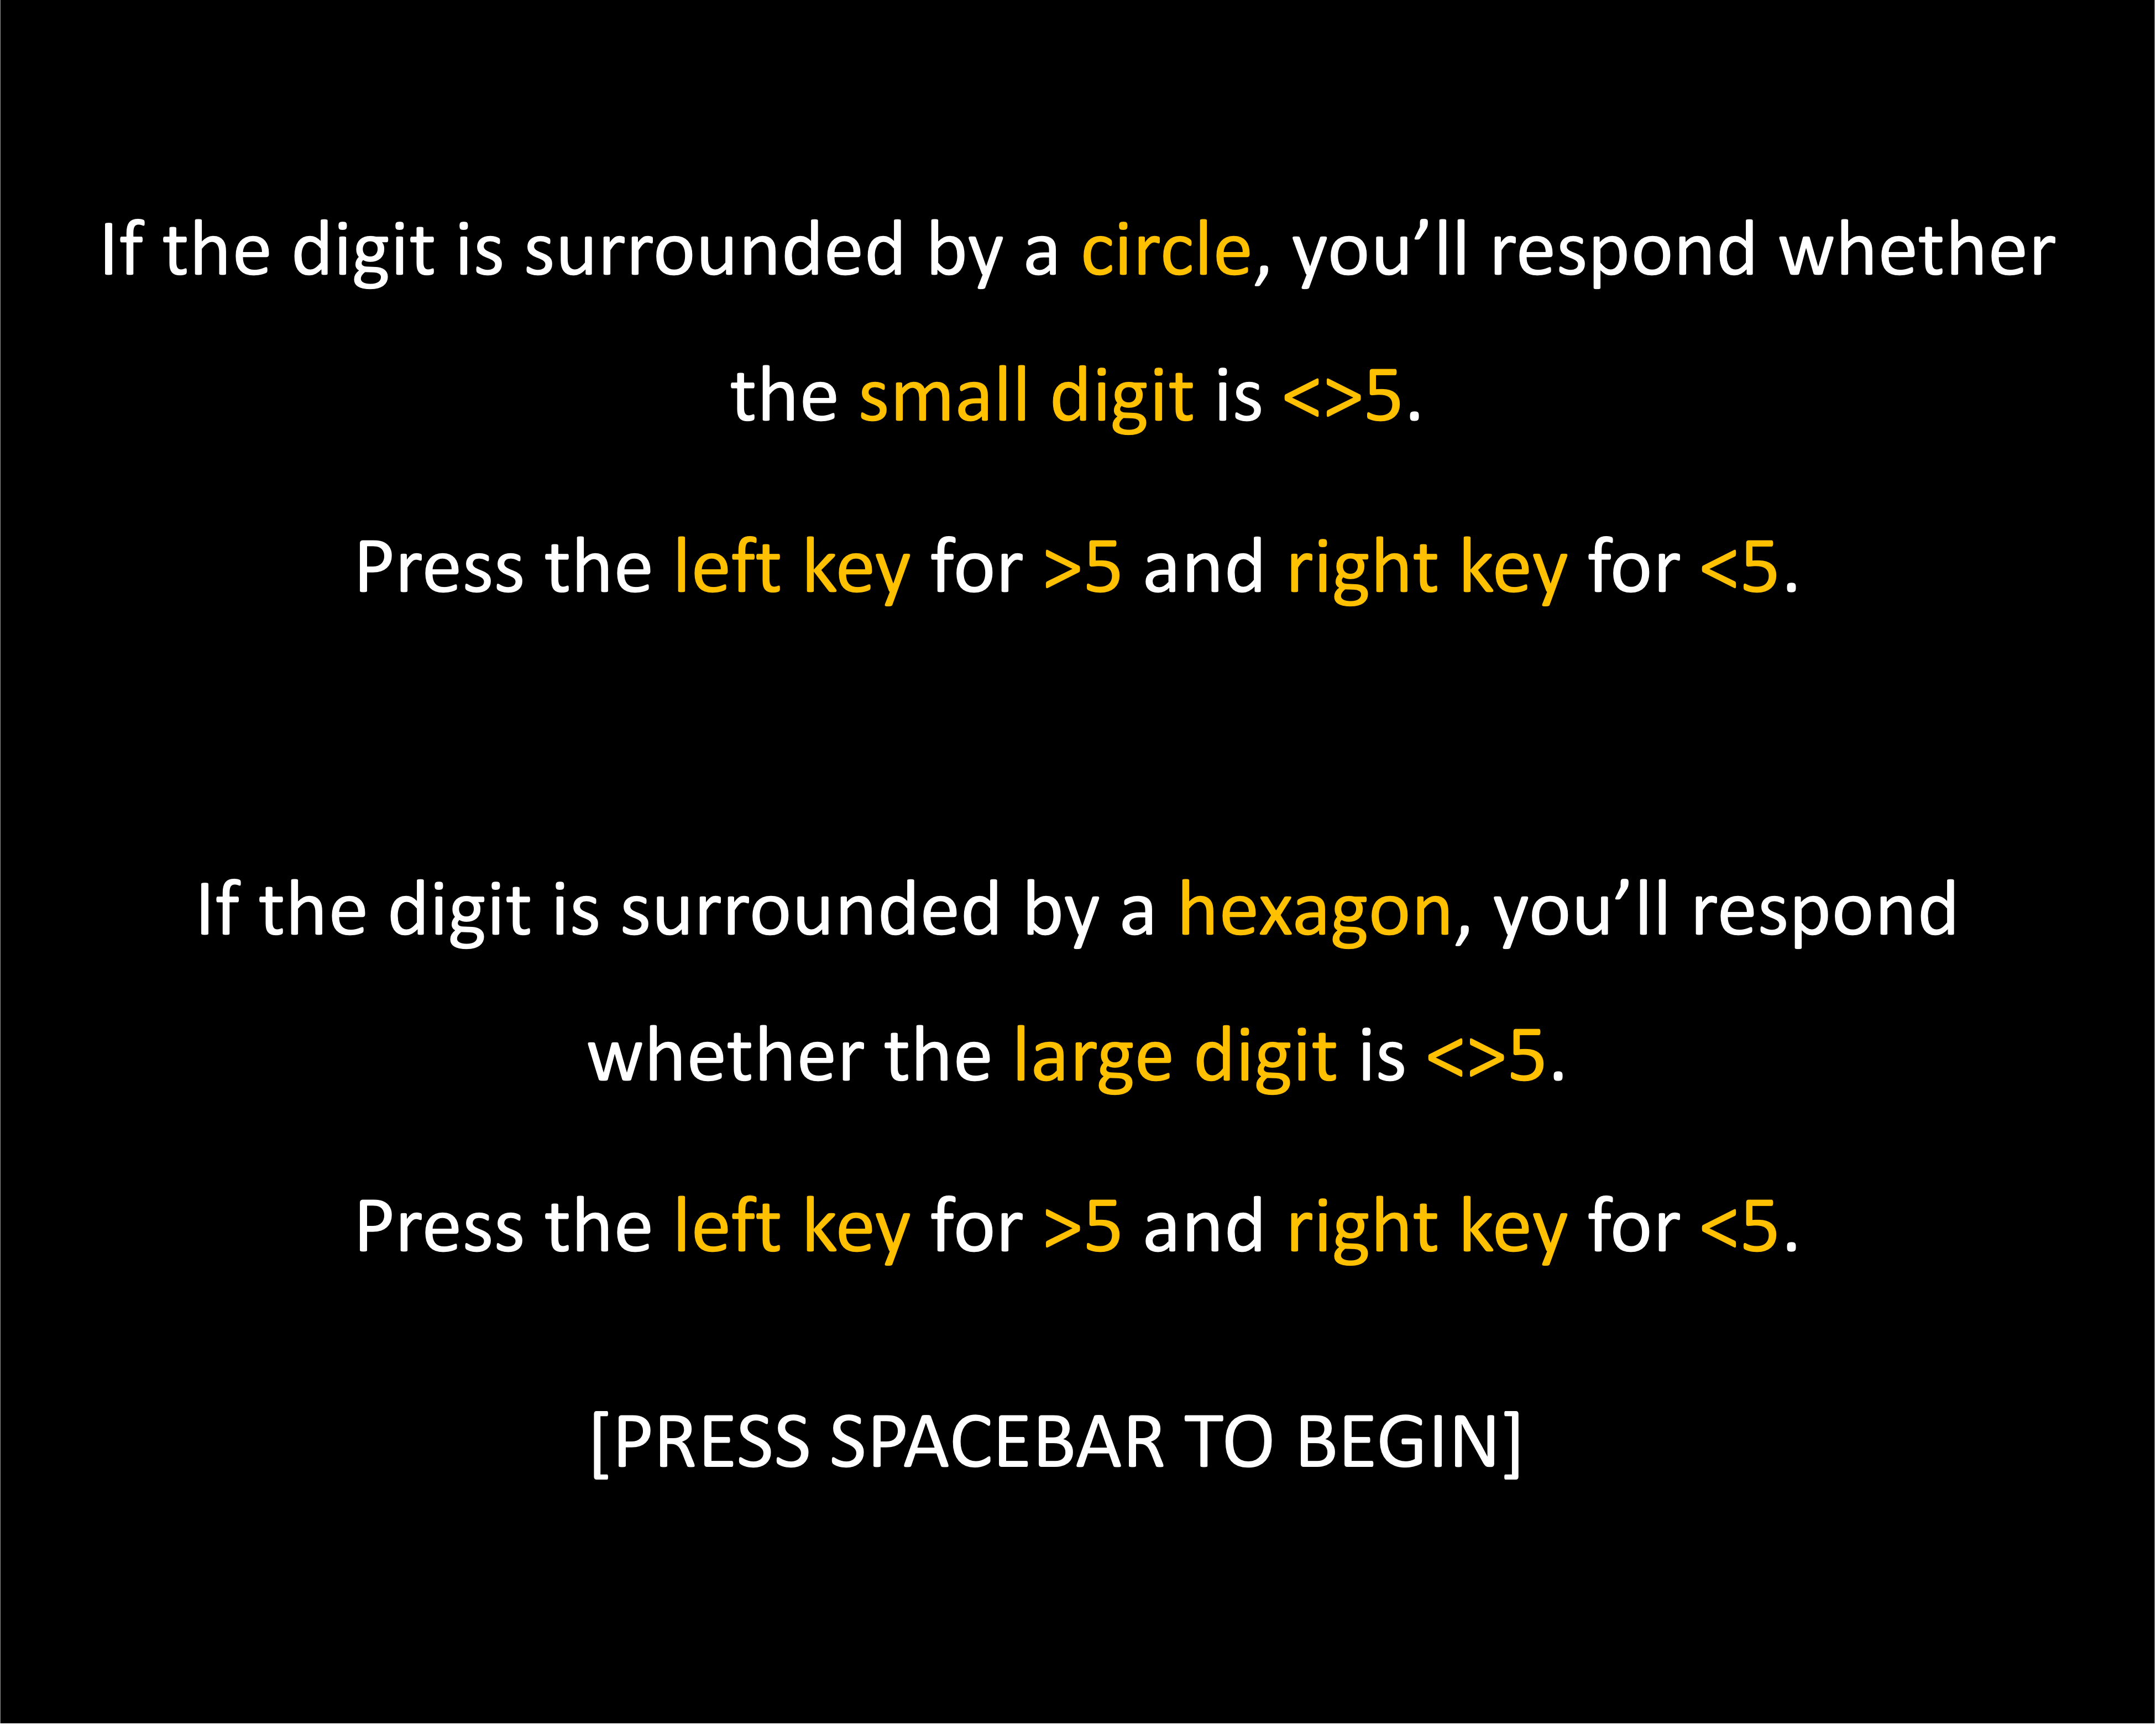 If the digit is surrounded by a circle, you’ll respond whether
the small digit is <>5.
Press the left key for >5 and right key for <5.
If the digit is surrounded by a hexagon, you’ll respond
whether the large digit is <>5.
Press the left key for >5 and right key for <5.
[PRESS SPACEBAR TO BEGIN]